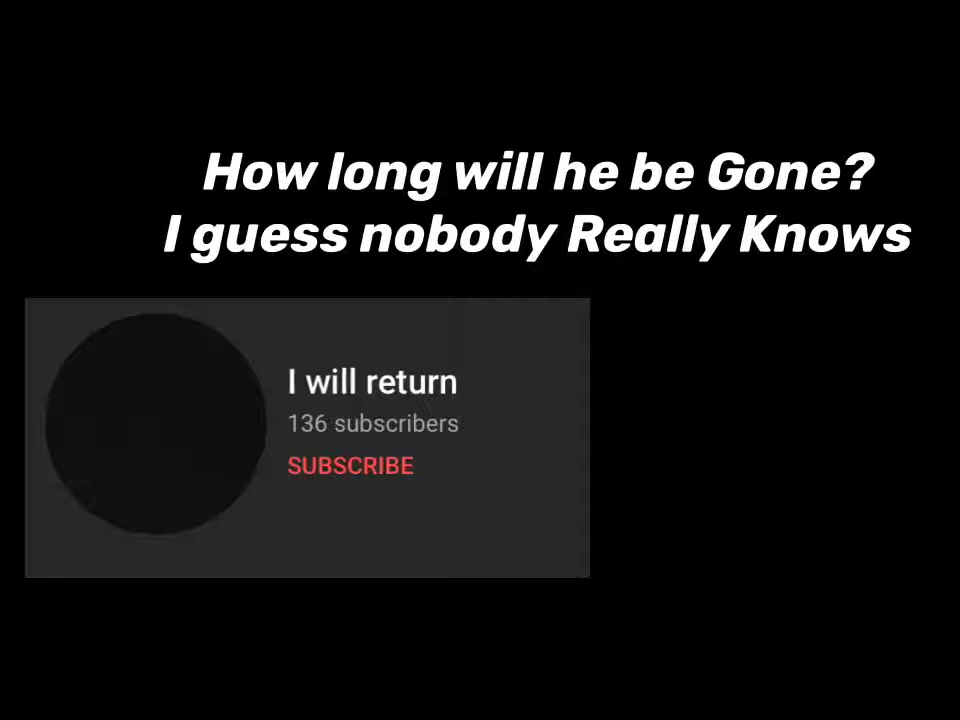 How long will he be Gone?
I guess nobody Really Knows
I will return
136 subscribers
SUBSCRIBE